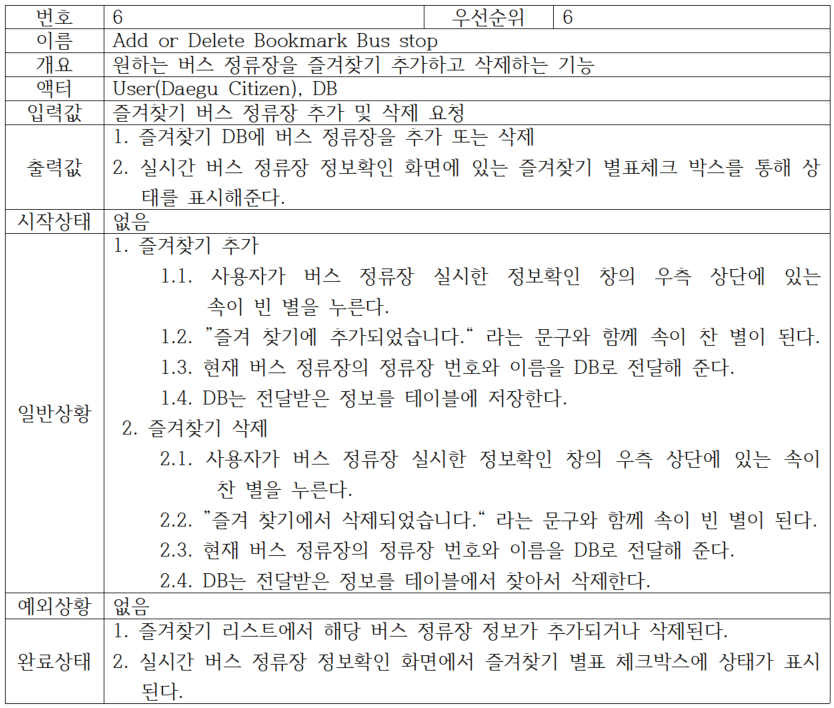 번호 6 우선순위 6
이름 Add or Delete Bookmark Bus stop
개요 원하는 버스 정류장을 즐겨찾기 추가하고 삭제하는 기능
액터 User(Daegu Citizen), DB
입력값 즐겨찾기 버스 정류장 추가 및 삭제 요청
출력값 1. 즐겨찾기 DB에 버스 정류장을 추가 또는 삭제
2. 실시간 버스 정류장 정보확인 화면에 있는 즐겨찾기 별표체크 박스를 통해 상
태를 표시해준다.
시작상태 없음
일반상황 1. 즐겨찾기 추가
1.1. 사용자가 버스 정류장 실시한 정보확인 창의 우측 상단에 있는
속이 빈 별을 누른다.
1.2. ”즐겨 찾기에 추가되었습니다.“ 라는 문구와 함께 속이 찬 별이 된다.
1.3. 현재 버스 정류장의 정류장 번호와 이름을 DB로 전달해 준다.
1.4. DB는 전달받은 정보를 테이블에 저장한다.
2. 즐겨찾기 삭제
2.1. 사용자가 버스 정류장 실시한 정보확인 창의 우측 상단에 있는 속이
찬 별을 누른다.
2.2. ”즐겨 찾기에서 삭제되었습니다.“ 라는 문구와 함께 속이 빈 별이 된다.
2.3. 현재 버스 정류장의 정류장 번호와 이름을 DB로 전달해 준다.
2.4. DB는 전달받은 정보를 테이블에서 찾아서 삭제한다.
예외상황 없음
완료상태 1. 즐겨찾기 리스트에서 해당 버스 정류장 정보가 추가되거나 삭제된다.
2. 실시간 버스 정류장 정보확인 화면에서 즐겨찾기 별표 체크박스에 상태가 표시
된다.